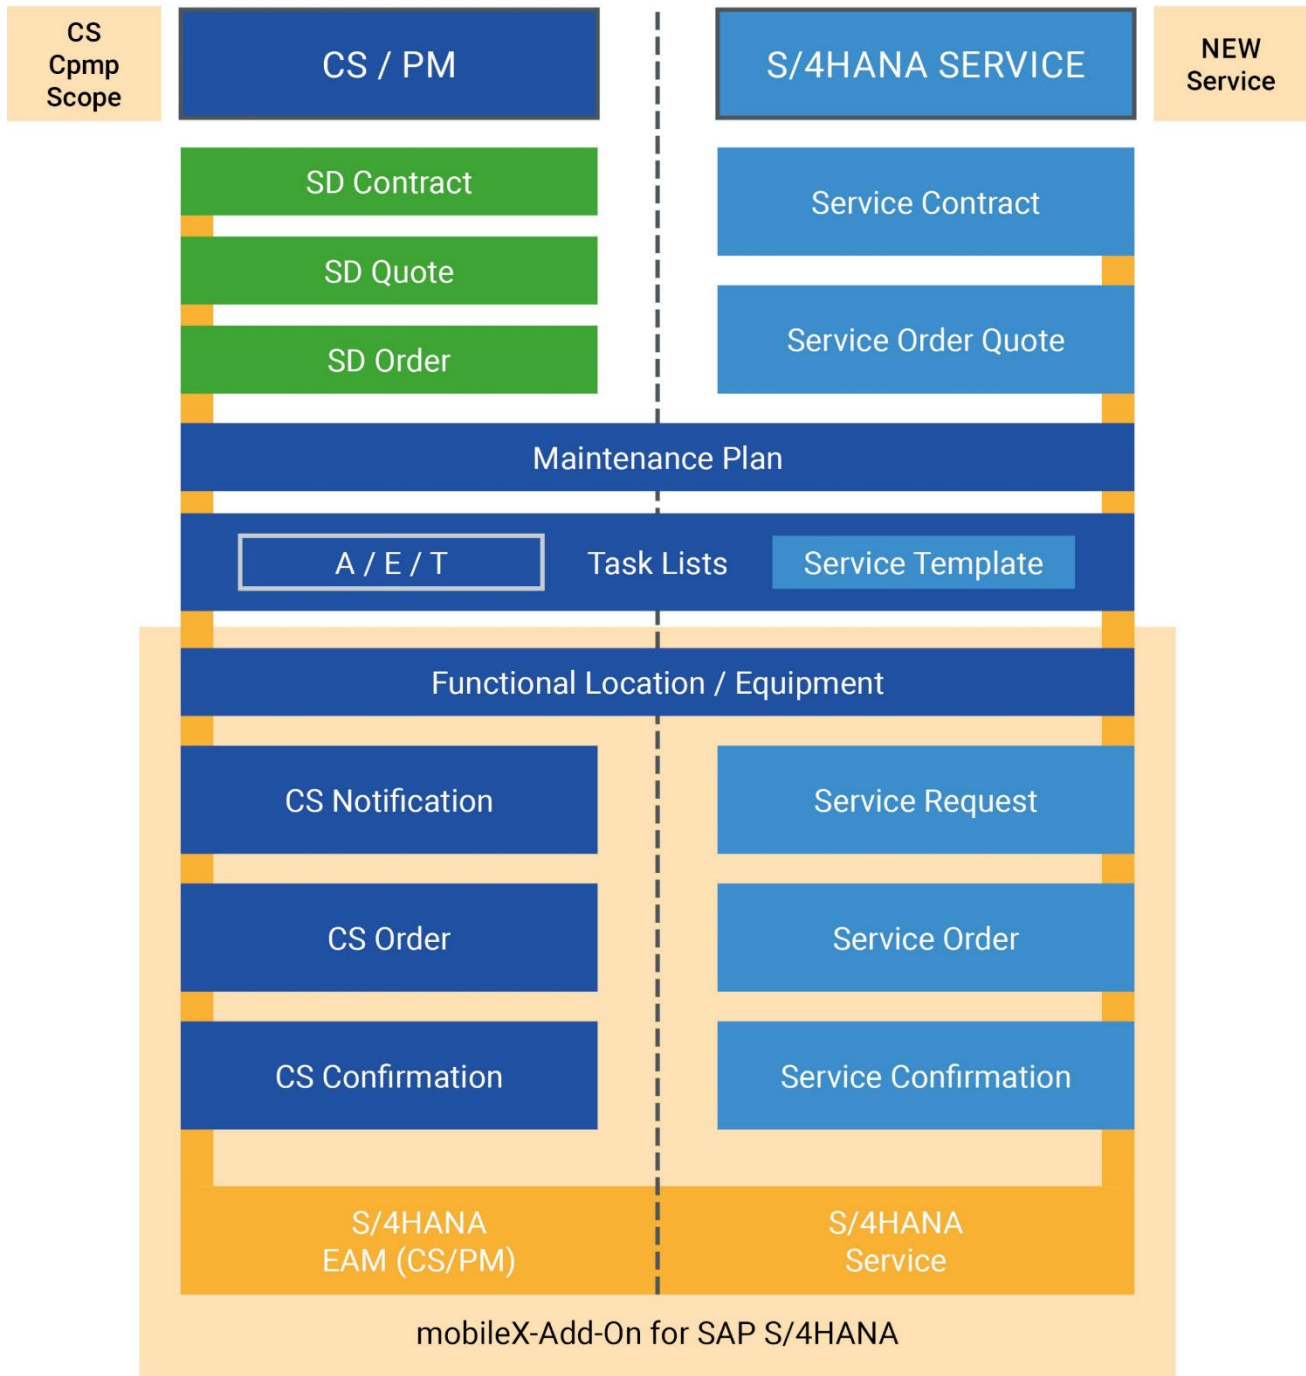 CS
Cpmp
Scope
CS / PM
S/4HANA SERVICE
NEW
Service
SD Contract
Service Contract
SD Quote
Service Order Quote
SD Order
Maintenance Plan
A / E / T
Task Lists
Service Template
Functional Location / Equipment
CS Notification
Service Request
CS Order
Service Order
CS Confirmation
Service Confirmation
S/4HANA
EAM (CS/PM)
S/4HANA
Service
mobileX-Add-On for SAP S/4HANA